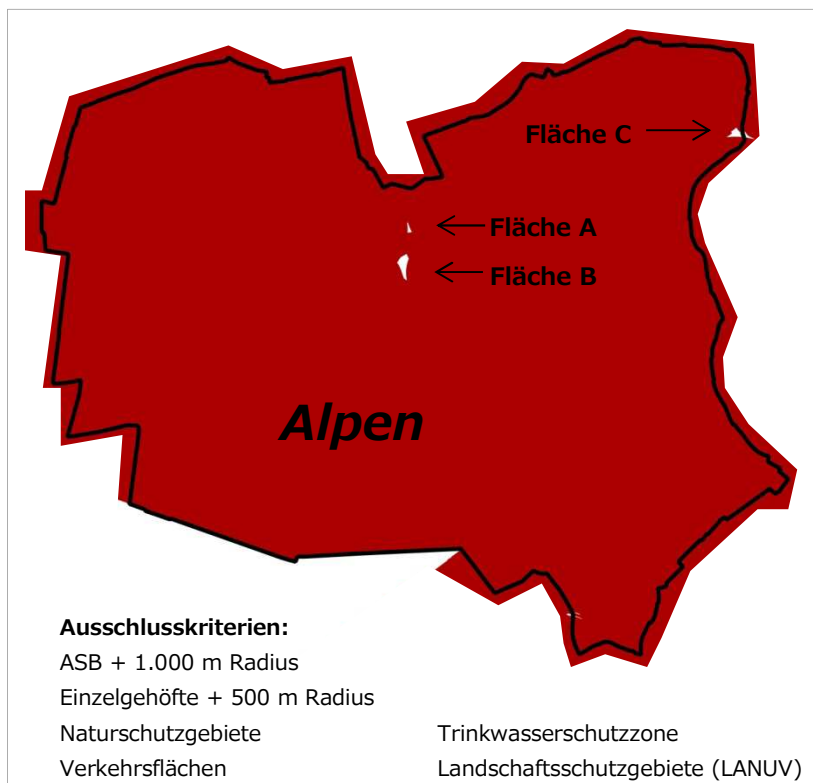 Fläche C
Fläche A
Fläche B
Alpen
Ausschlusskriterien:
ASB + 1.000 m Radius
Einzelgehöfte + 500 m Radius
Naturschutzgebiete Trinkwasserschutzzone
Verkehrsflächen Landschaftsschutzgebiete (LANUV)